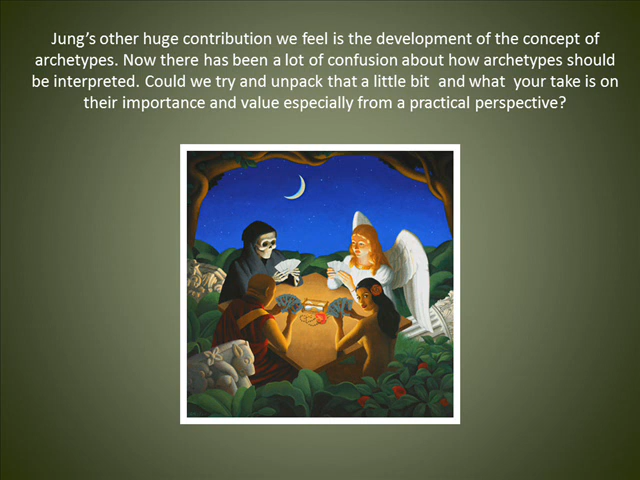 Jung’s other huge contribution we feel is the development of the concept of
archetypes. Now there has been a lot of confusion about how archetypes should
be interpreted. Could we try and unpack that a little bit  and what  your take is on
their importance and value especially from a practical perspective?